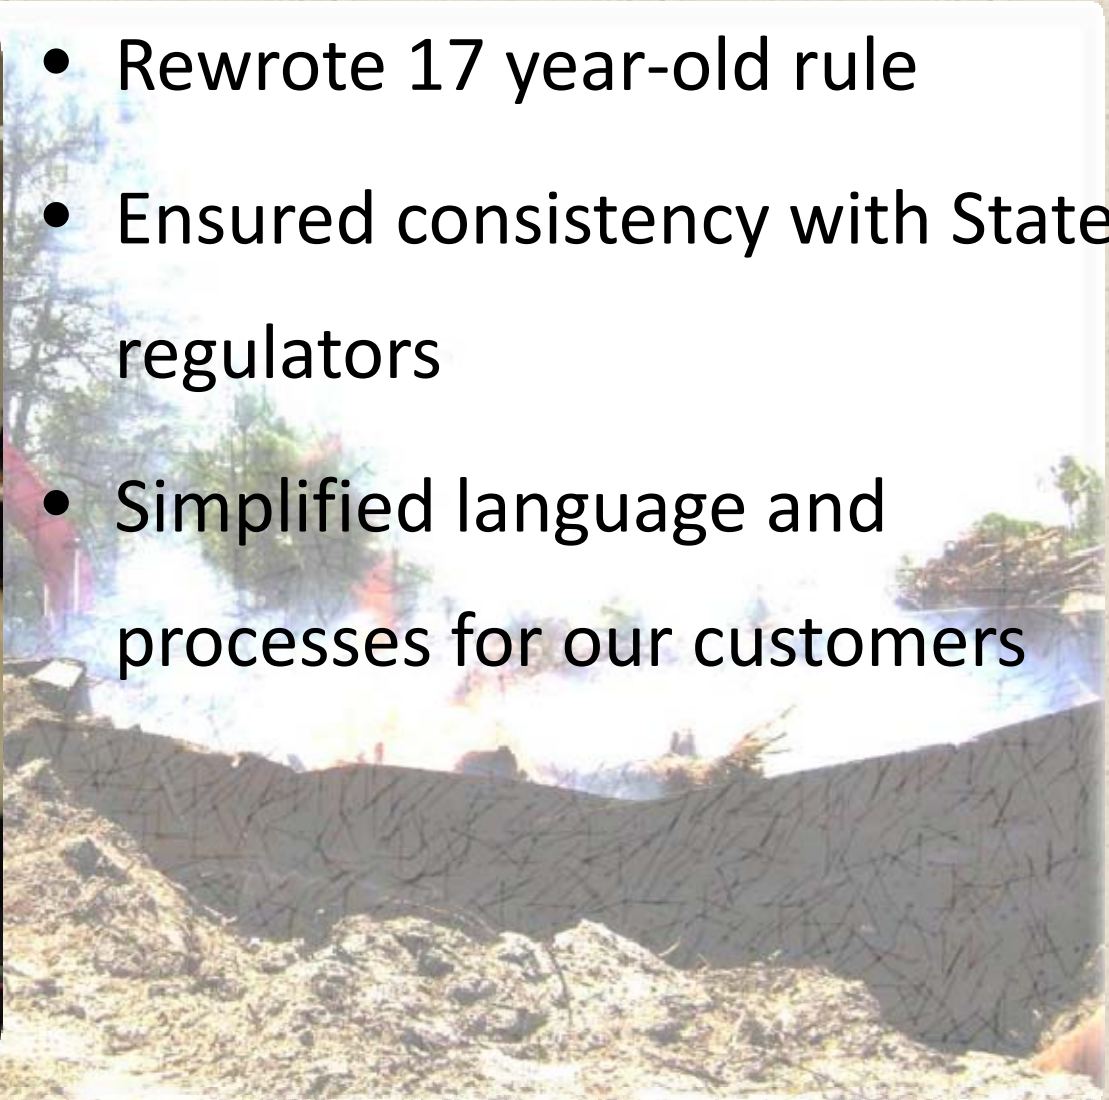 • Rewrote 17 year-old rule
• Ensured consistency with State
regulators
• Simplified language and
processes for our customers